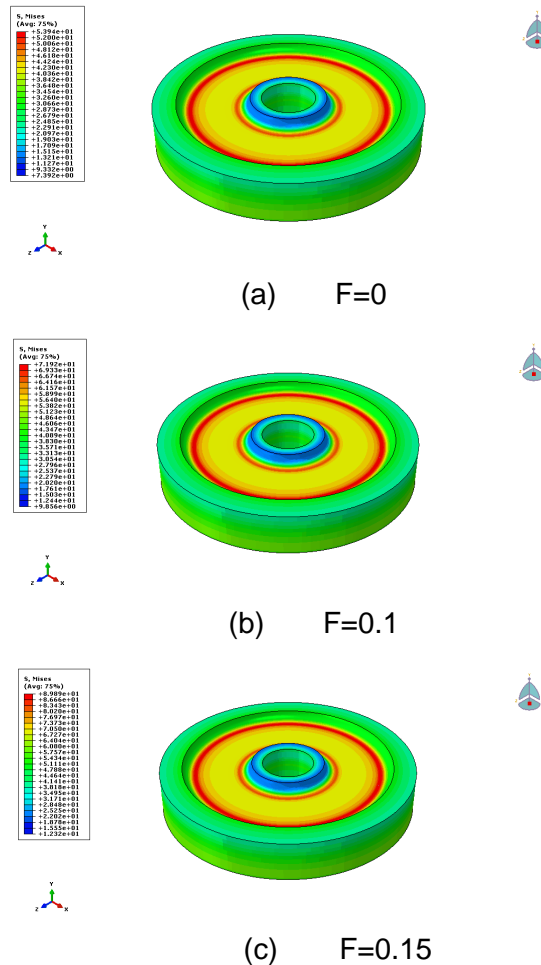 S, Mises
(Avg: 75%)
+5.394e+01
+5.200e+01
+5.006e+01
+4.812e+01
+4.618e+01
+4.424e+01
+4.230e+01
+4.036e+01
+3.842e+01
+3.648e+01
+3.454e+01
+3.260e+01
+3.066e+01
+2.873e+01
+2.679e+01
+2.485e+01
+2.291e+01
+2.097e+01
+1.903e+01
+1.709e+01
+1.515e+01
+1.321e+01
+1.127e+01
+9.332e+00
+7.392e+00
Y
Z X
(a) F=0
S, Mises
(Avg: 75%)
+7.192e+01
+6.933e+01
+6.674e+01
+6.416e+01
+6.157e+01
+5.899e+01
+5.640e+01
+5.382e+01
+5.123e+01
+4.864e+01
+4.606e+01
+4.347e+01
+4.089e+01
+3.830e+01
+3.571e+01
+3.313e+01
+3.054e+01
+2.796e+01
+2.537e+01
+2.279e+01
+2.020e+01
+1.761e+01
+1.503e+01
+1.244e+01
+9.856e+00
Y
Z X
(b) F=0.1
S, Mises
(Avg: 75%)
+8.989e+01
+8.666e+01
+8.343e+01
+8.020e+01
+7.697e+01
+7.373e+01
+7.050e+01
+6.727e+01
+6.404e+01
+6.080e+01
+5.757e+01
+5.434e+01
+5.111e+01
+4.788e+01
+4.464e+01
+4.141e+01
+3.818e+01
+3.495e+01
+3.171e+01
+2.848e+01
+2.525e+01
+2.202e+01
+1.878e+01
+1.555e+01
+1.232e+01
Y
Z X
(c) F=0.15